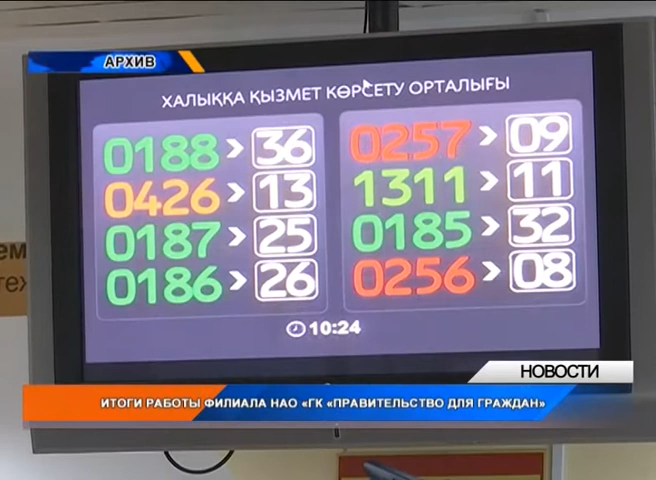 АРХИВ
ХАЛЫҚҚА ҚЫЗМЕТ КӨРСЕТУ ОРТАЛЫҒЫ
0188 > 36
0426 > 13
0187 > 25
0186 > 26
0257 > 09
1311 > 11
0185 > 32
0256 > 08
10:24
НОВОСТИ
ИТОГИ РАБОТЫ ФИЛИАЛА НАО «ГК «ПРАВИТЕЛЬСТВО ДЛЯ ГРАЖДАН»